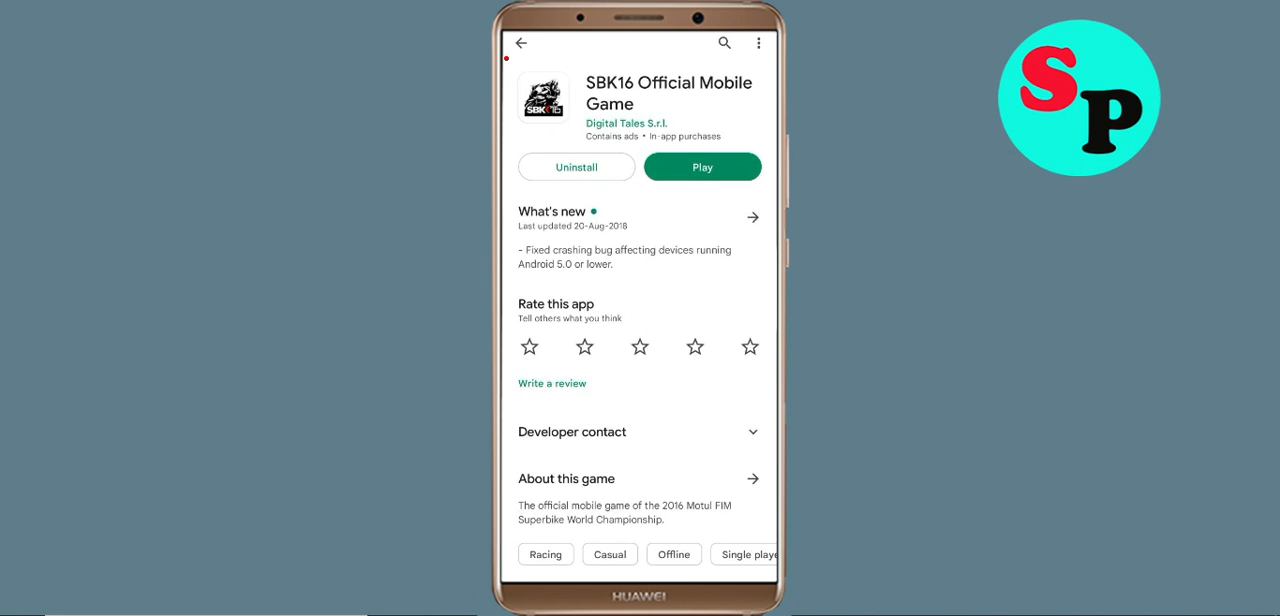 SBK16 Official Mobile
Game
Digital Tales S.r.l.
Contains ads • In-app purchases
Uninstall
Play
What's new
Last updated 20-Aug-2018
- Fixed crashing bug affecting devices running
Android 5.0 or lower.
Rate this app
Tell others what you think
Write a review
Developer contact
About this game
The official mobile game of the 2016 Motul FIM
Superbike World Championship.
Racing
Casual
Offline
Single playe
HUAWEI
SBK16
SP